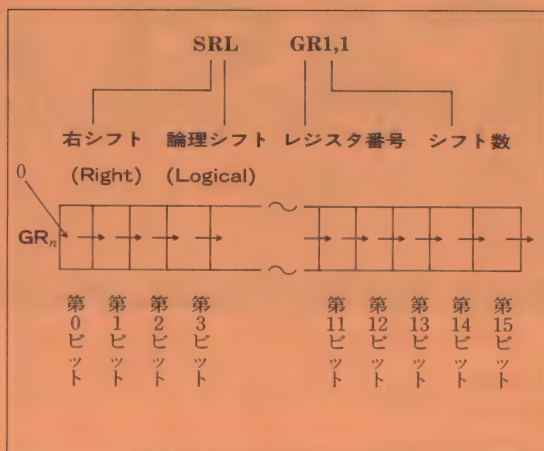 SRL GR1,1
右シフト 論理シフト レジスタ番号 シフト数
(Right) (Logical)
0
GRn
第0ビット
第1ビット
第2ビット
第3ビット
第11ビット
第12ビット
第13ビット
第14ビット
第15ビット